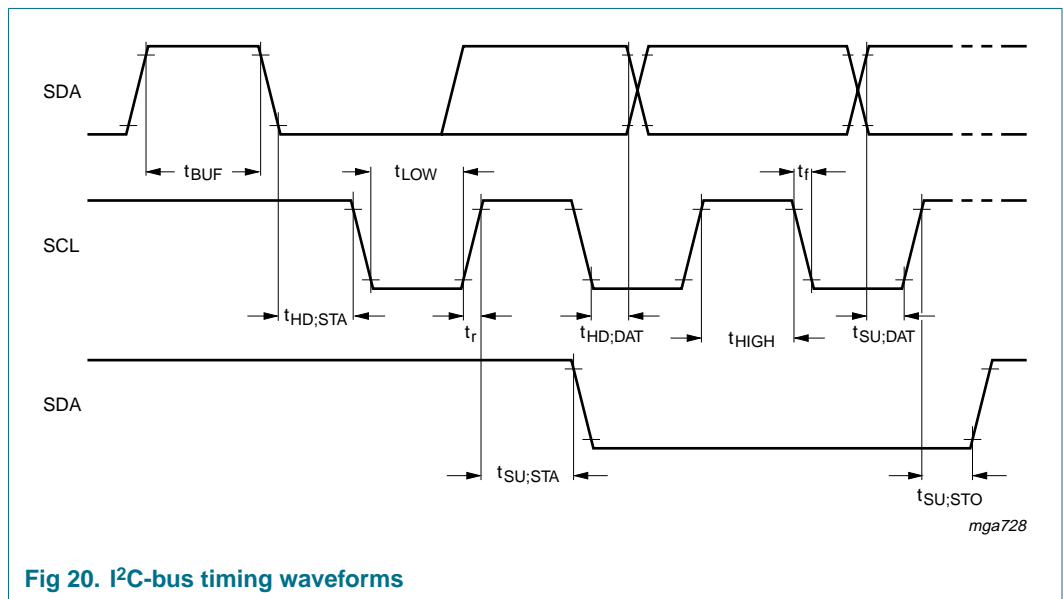 SDA
tBUF
tLOW
tf
SCL
tHD;STA
tr
tHD;DAT
tHIGH
tSU;DAT
SDA
tSU;STA
tSU;STO
mga728
Fig 20. I²C-bus timing waveforms